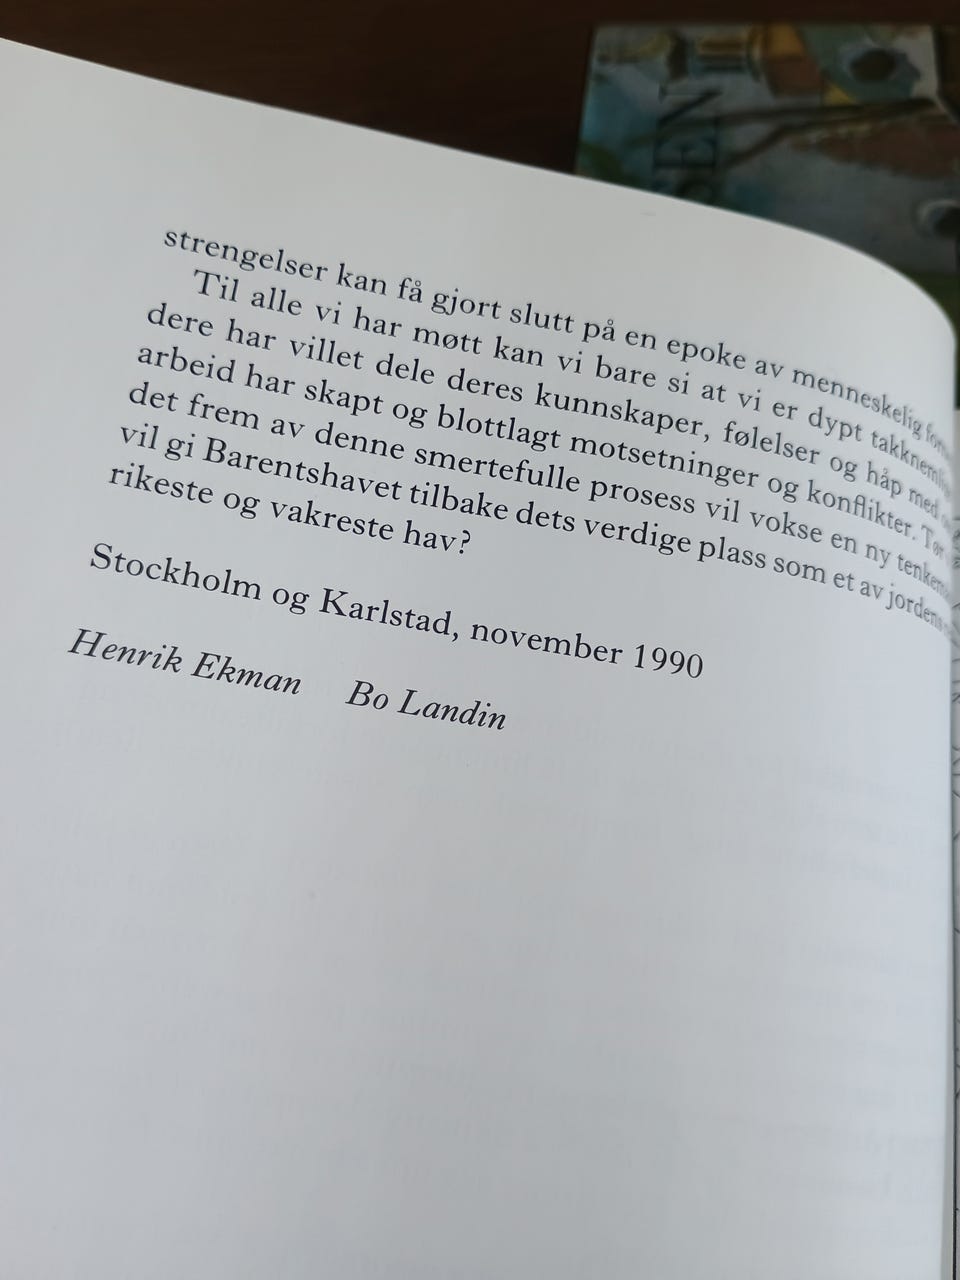 strengelser kan få gjort slutt på en epoke av menneskelig
Til alle vi har møtt kan vi bare si at vi er dypt
dere har villet dele deres kunnskaper, følelser og håp med
arbeid har skapt og blottlagt motsetninger og konflikter. Tør
det frem av denne smertefulle prosess vil vokse en ny
vil gi Barentshavet tilbake dets verdige plass som et av jordens
rikeste og vakreste hav?
Stockholm og Karlstad, november 1990
Henrik Ekman Bo Landin